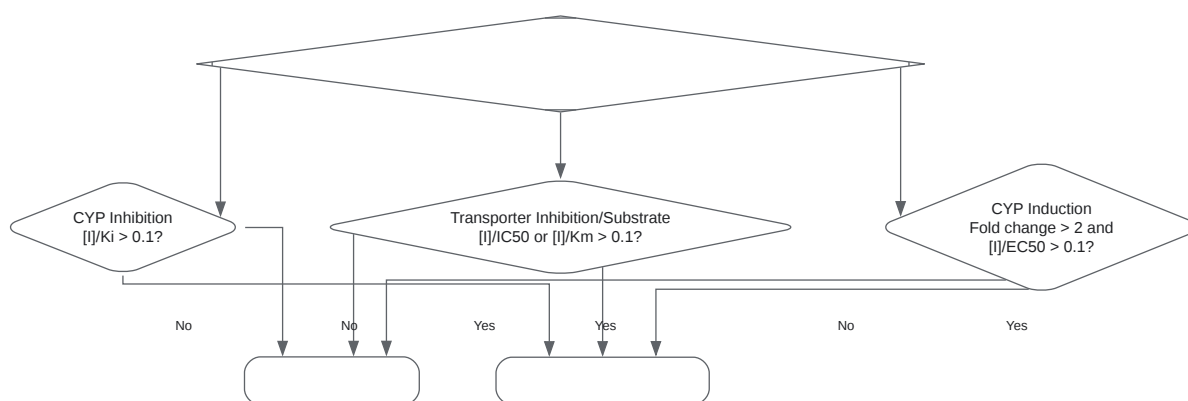 CYP Inhibition
[I]/Ki > 0.1?
Transporter Inhibition/Substrate
[I]/IC50 or [I]/Km > 0.1?
CYP Induction
Fold change > 2 and
[I]/EC50 > 0.1?
No
No
Yes
Yes
No
Yes